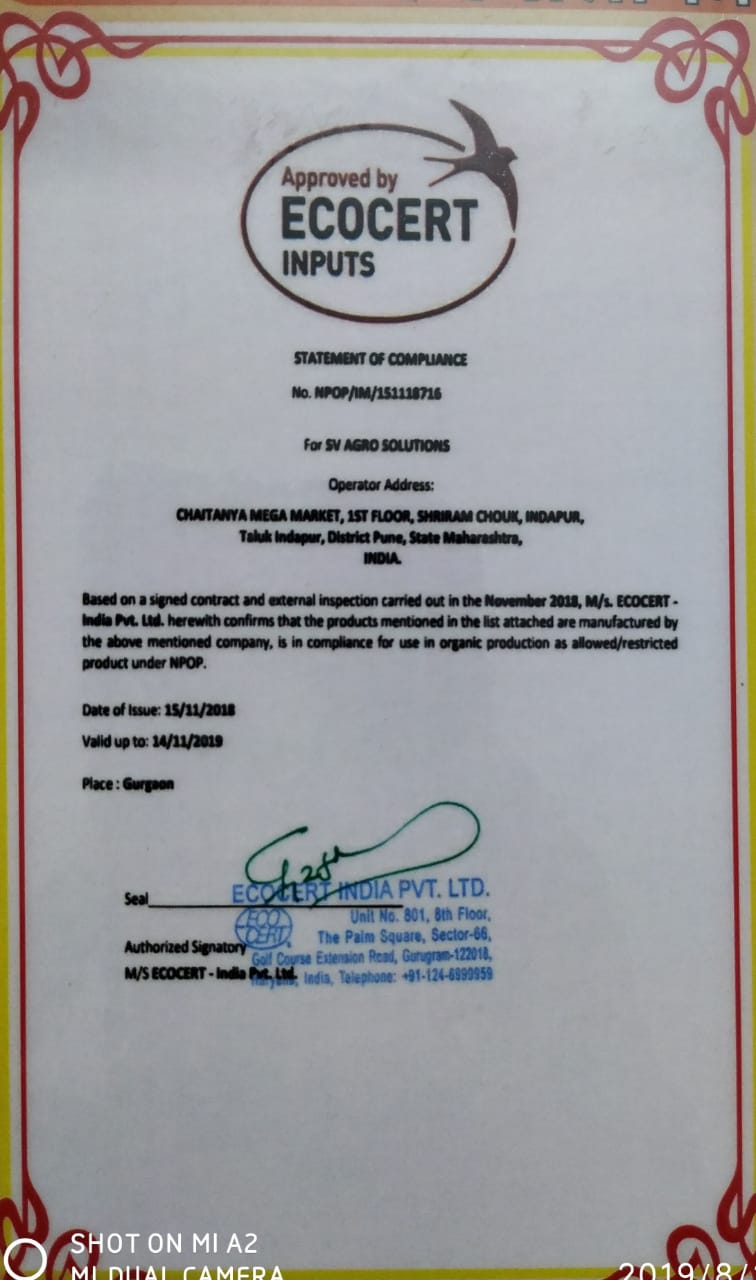 Approved by
ECOCERT
INPUTS
STATEMENT OF COMPLIANCE
No. NPOP/IM/151118716
For SV AGRO SOLUTIONS
Operator Address:
CHAITANYA MEGA MARKET, 1ST FLOOR, SHRIRAM CHOUK, INDAPUR,
Taluk Indapur, District Pune, State Maharashtra,
INDIA.
Based on a signed contract and external inspection carried out in the November 2018, M/s. ECOCERT -
India Pvt. Ltd. herewith confirms that the products mentioned in the list attached are manufactured by
the above mentioned company, is in compliance for use in organic production as allowed/restricted
product under NPOP.
Date of Issue: 15/11/2018
Valid up to: 14/11/2019
Place : Gurgaon
Seal
ECOCERT INDIA PVT. LTD.
Unit No. 801, 8th Floor,
ECO
CERT
The Palm Square, Sector-66,
Authorized Signatory
Golf Course Extension Road, Gurugram-122018,
M/S ECOCERT - India Pvt. Ltd.
Haryana, India, Telephone: +91-124-6999959
SHOT ON MI A2
MI DUAL CAMERA
2019/8/